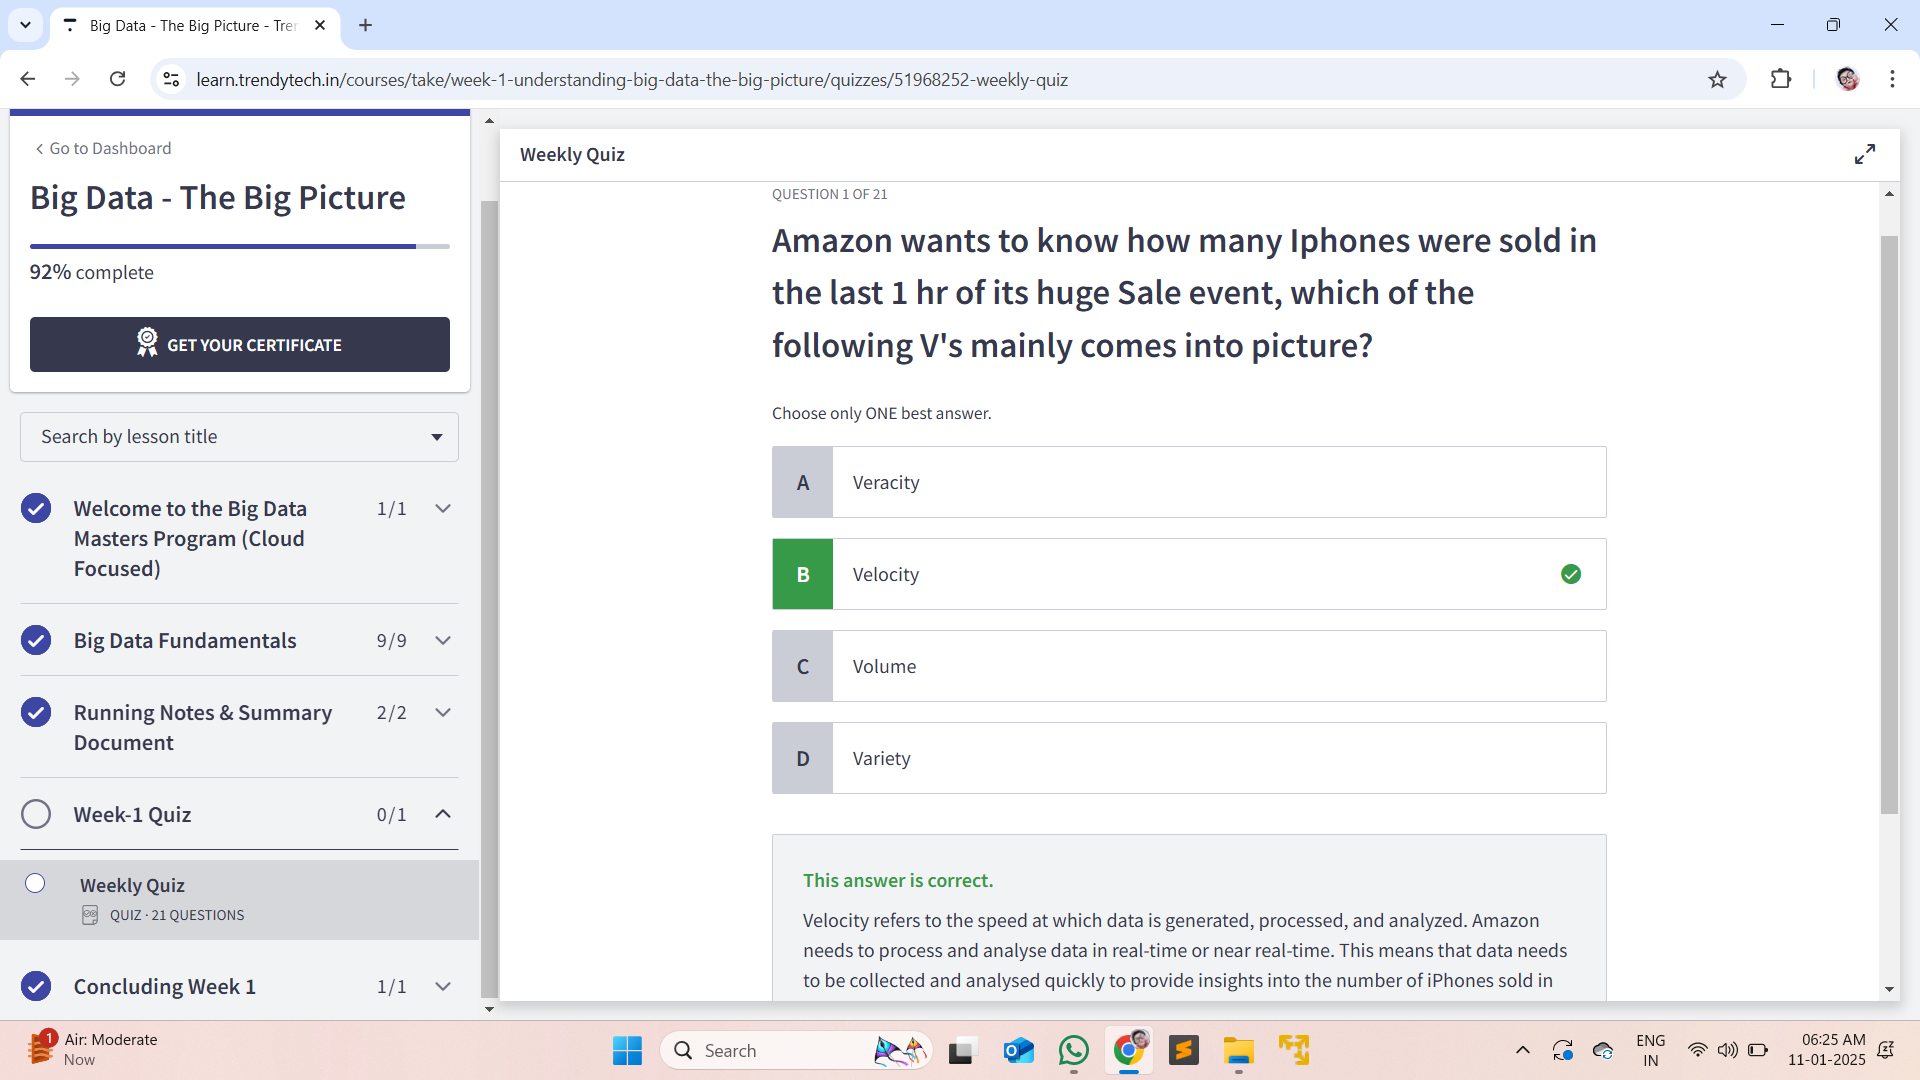 Big Data - The Big Picture - Tre
learn.trendytech.in/courses/take/week-1-understanding-big-data-the-big-picture/quizzes/51968252-weekly-quiz
Go to Dashboard
Big Data - The Big Picture
92% complete
GET YOUR CERTIFICATE
Search by lesson title
Welcome to the Big Data
Masters Program (Cloud
Focused)
1/1
Big Data Fundamentals
9/9
Running Notes & Summary
Document
2/2
Week-1 Quiz
0/1
Weekly Quiz
QUIZ · 21 QUESTIONS
Concluding Week 1
1/1
Weekly Quiz
QUESTION 1 OF 21
Amazon wants to know how many Iphones were sold in
the last 1 hr of its huge Sale event, which of the
following V's mainly comes into picture?
Choose only ONE best answer.
A Veracity
B Velocity
C Volume
D Variety
This answer is correct.
Velocity refers to the speed at which data is generated, processed, and analyzed. Amazon
needs to process and analyse data in real-time or near real-time. This means that data needs
to be collected and analysed quickly to provide insights into the number of iPhones sold in
1
Air: Moderate
Now
Search
ENG
IN
06:25 AM
11-01-2025